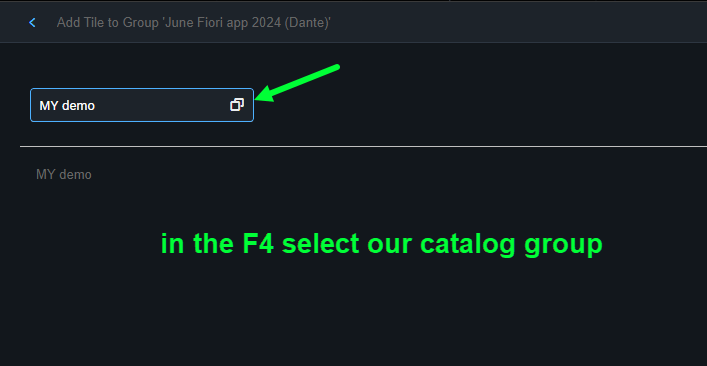 Add Tile to Group 'June Fiori app 2024 (Dante)'
MY demo
MY demo
in the F4 select our catalog group